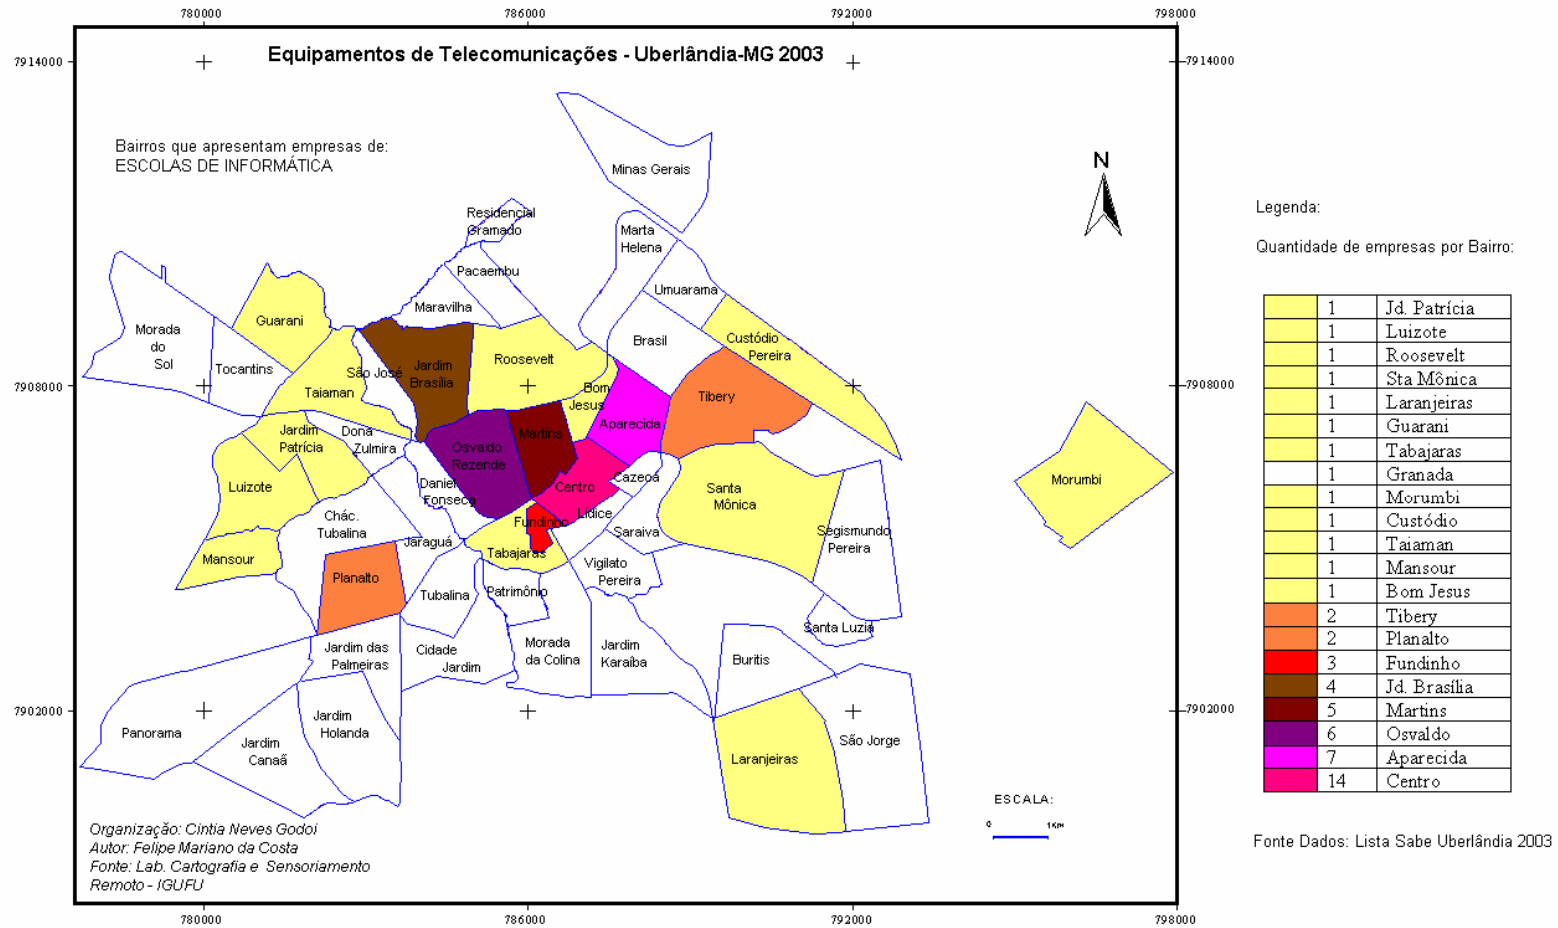 780000 786000 792000 798000
Equipamentos de Telecomunicações - Uberlândia-MG 2003
7914000 7914000
Bairros que apresentam empresas de:
ESCOLAS DE INFORMÁTICA
N
Minas Gerais
Residencial
Gramado
Marta
Helena
Pacaembu
Umuarama
Maravilha
Guarani
Morada
do
Sol
Tocantins
Brasil
Custódio
Pereira
Roosevelt
São José
Jardim
Brasília
Taiaman
Bom
Jesus
Tibery
7908000 7908000
Aparecida
Martins
Jardim
Patrícia
Dona
Zulmira
Osvaldo
Rezende
Luizote
Daniel
Fonseca
Centro
Cazeca
Santa
Mônica
Morumbi
Lídice
Fundinho
Chác.
Tubalina
Saraiva
Segismundo
Pereira
Jaraguá
Tabajaras
Mansour
Vigilato
Pereira
Planalto
Tubalina
Patrimônio
Santa Luzia
Jardim das
Palmeiras
Cidade
Jardim
Morada
da Colina
Jardim
Karaíba
Buritis
7902000 7902000
Panorama
Jardim
Holanda
Jardim
Canaã
São Jorge
Laranjeiras
ESCALA:
0 1Km
Organização: Cintia Neves Godoi
Autor: Felipe Mariano da Costa
Fonte: Lab. Cartografia e Sensoriamento
Remoto - IGUFU
780000 786000 792000 798000
Legenda:
Quantidade de empresas por Bairro:
1 Jd. Patrícia
1 Luizote
1 Roosevelt
1 Sta Mônica
1 Laranjeiras
1 Guarani
1 Tabajaras
1 Granada
1 Morumbi
1 Custódio
1 Taiaman
1 Mansour
1 Bom Jesus
2 Tibery
2 Planalto
3 Fundinho
4 Jd. Brasília
5 Martins
6 Osvaldo
7 Aparecida
14 Centro
Fonte Dados: Lista Sabe Uberlândia 2003